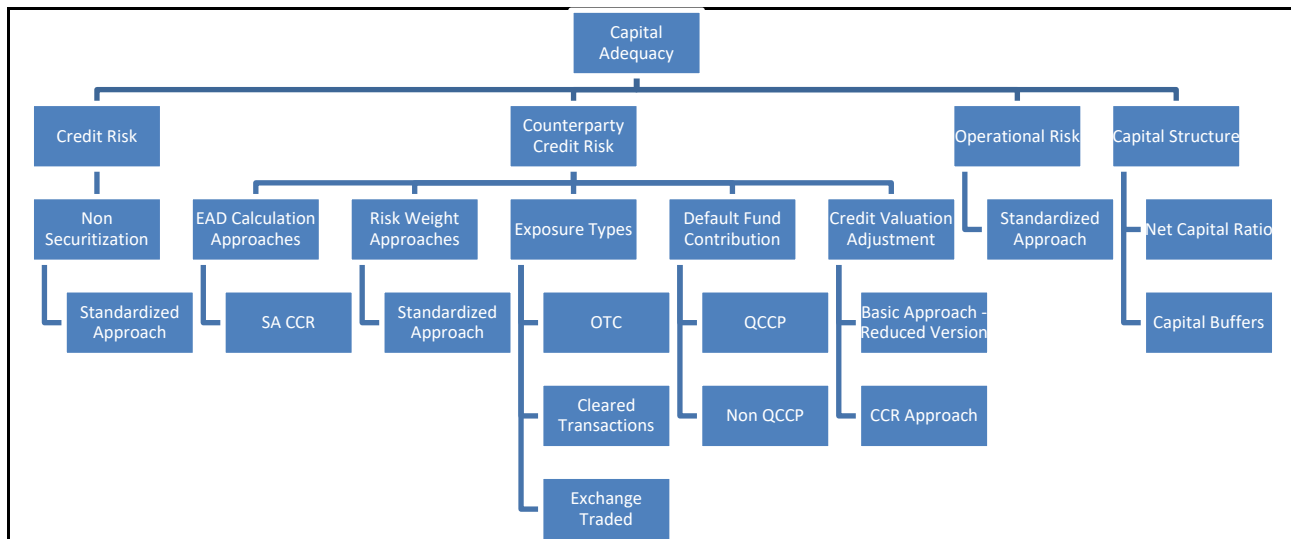 Capital
Adequacy
Credit Risk
Counterparty
Credit Risk
Operational Risk
Capital Structure
Non
Securitization
EAD Calculation
Approaches
Risk Weight
Approaches
Exposure Types
Default Fund
Contribution
Credit Valuation
Adjustment
Standardized
Approach
Net Capital Ratio
Standardized
Approach
SA CCR
Standardized
Approach
OTC
QCCP
Basic Approach -
Reduced Version
Capital Buffers
Cleared
Transactions
Non QCCP
CCR Approach
Exchange
Traded